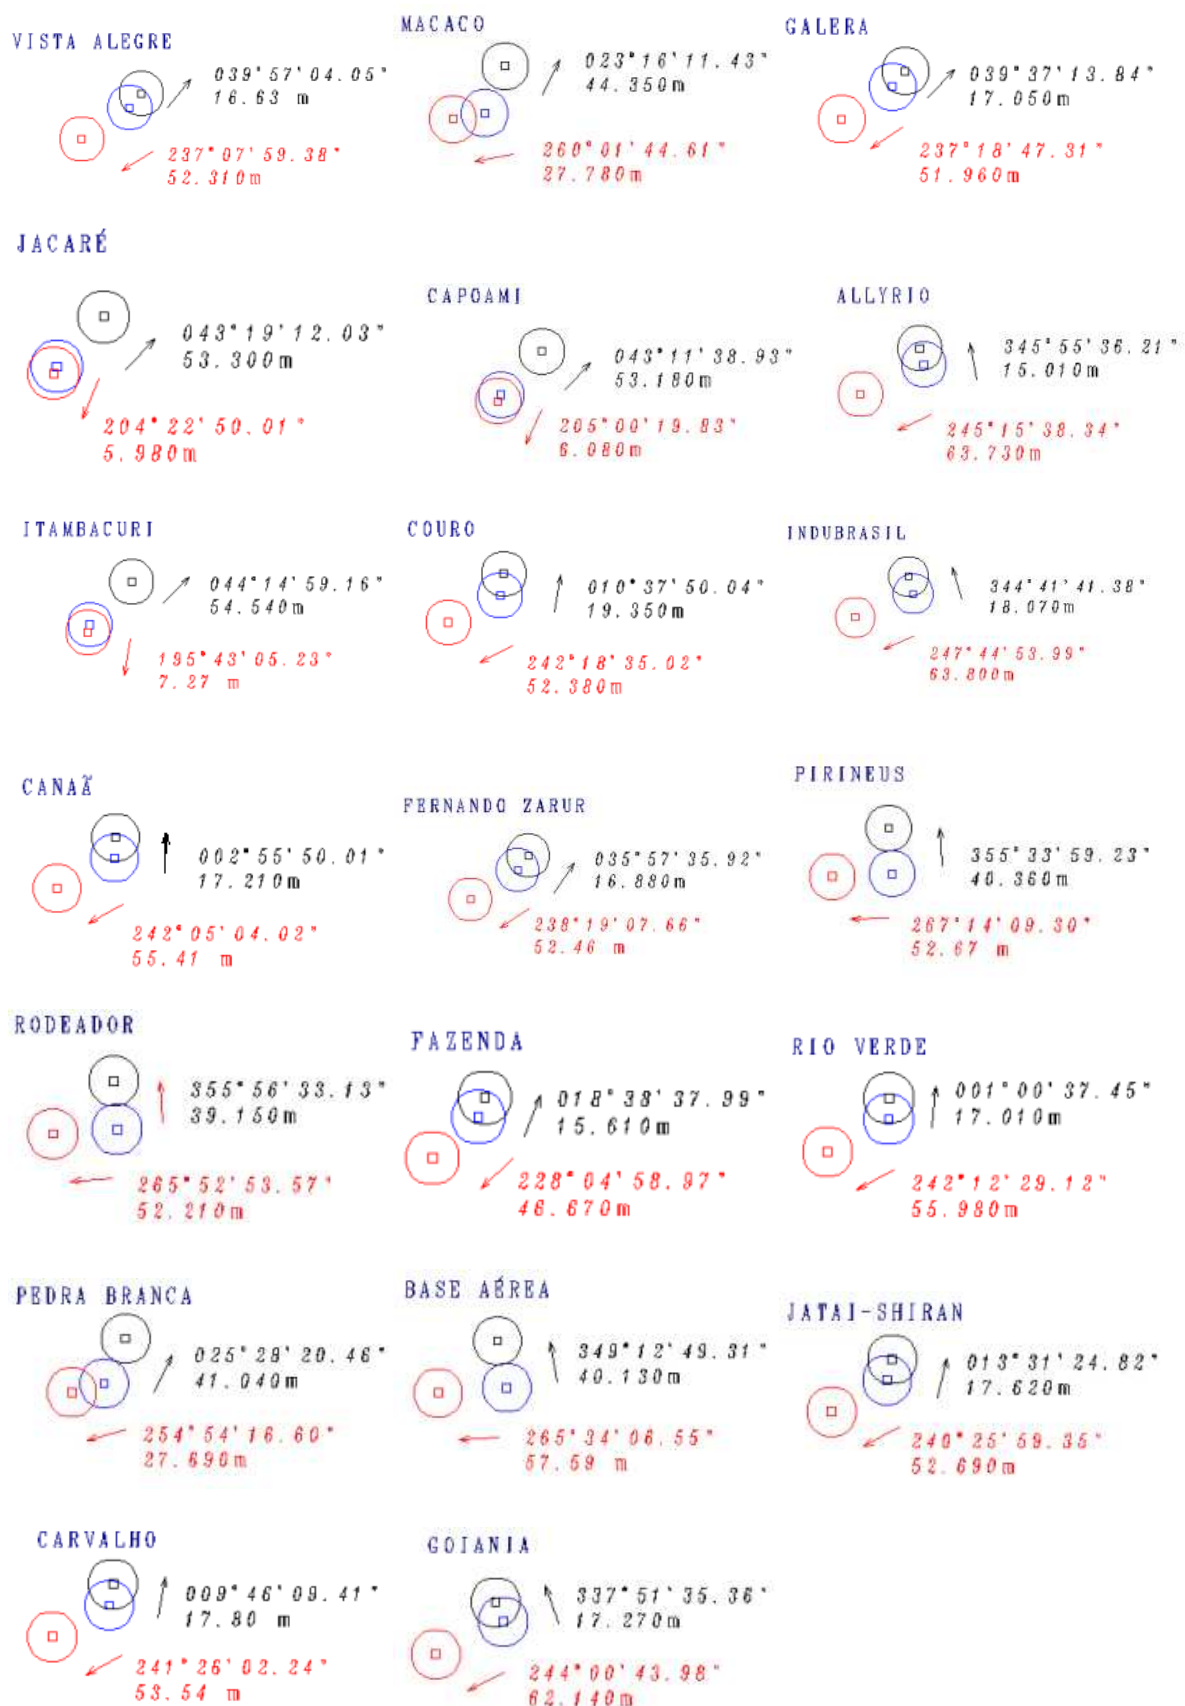 VISTA ALEGRE
039°57'04.05"
16.63 m
237°07'59.38"
52.310m
MACACO
023°16'11.43"
44.350m
260°01'44.61"
27.780m
GALERA
039°37'13.84"
17.050m
237°18'47.31"
51.960m
JACARÉ
043°19'12.03"
53.300m
204°22'50.01"
5.980m
CAPOAMI
043°11'38.93"
53.180m
205°00'19.83"
6.080m
ALLYRIO
345°55'36.21"
15.010m
245°15'38.34"
63.730m
ITAMBACURI
044°14'59.16"
54.540m
195°43'05.23"
7.27 m
COURO
010°37'50.04"
19.350m
242°18'35.02"
52.380m
INDUBRASIL
344°41'41.38"
18.070m
247°44'53.99"
63.800m
CANAÃ
002°55'50.01"
17.210m
242°05'04.02"
55.41 m
FERNANDO ZARUR
035°57'35.92"
16.880m
238°19'07.66"
52.46 m
PIRINEUS
355°33'59.23"
40.360m
267°14'09.30"
52.67 m
RODEADOR
355°56'33.13"
39.150m
265°52'53.57"
52.210m
FAZENDA
018°38'37.99"
15.610m
228°04'58.97"
46.670m
RIO VERDE
001°00'37.45"
17.010m
242°12'29.12"
55.980m
PEDRA BRANCA
025°28'20.46"
41.040m
254°54'16.60"
27.690m
BASE AÉREA
349°12'49.31"
40.130m
265°34'06.55"
57.59 m
JATAI-SHIRAN
013°31'24.82"
17.620m
240°25'59.35"
52.690m
CARVALHO
009°46'09.41"
17.80 m
241°26'02.24"
53.54 m
GOIANIA
337°51'35.36"
17.270m
244°00'43.98"
62.140m